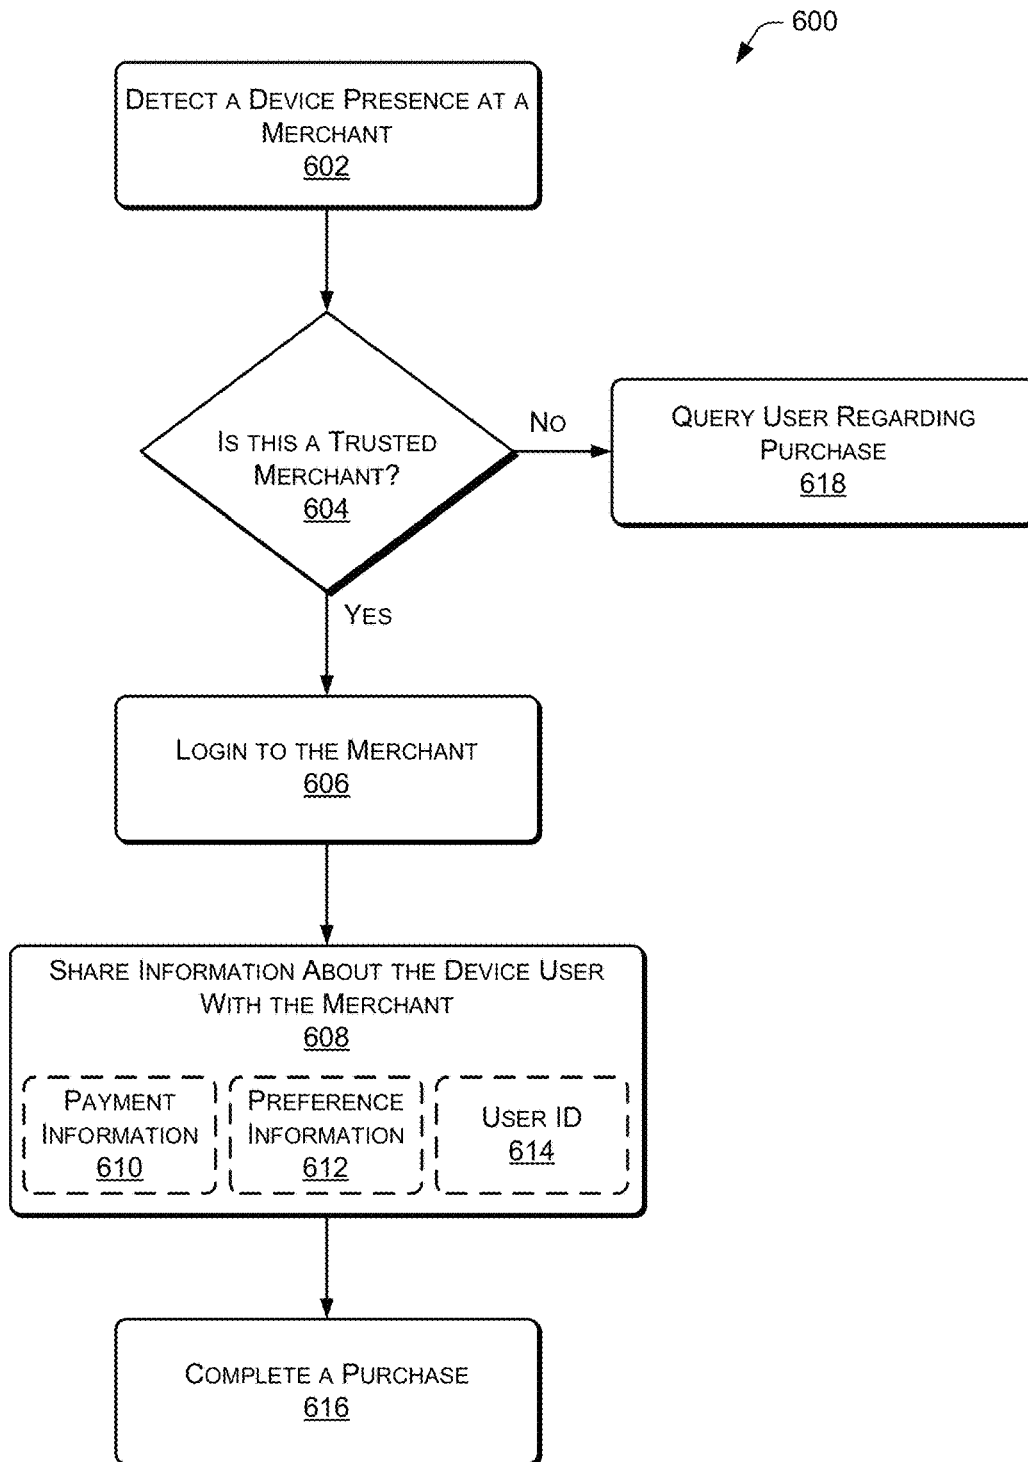 600
DETECT A DEVICE PRESENCE AT A
MERCHANT
602
IS THIS A TRUSTED
MERCHANT?
604
NO
QUERY USER REGARDING
PURCHASE
618
YES
LOGIN TO THE MERCHANT
606
SHARE INFORMATION ABOUT THE DEVICE USER
WITH THE MERCHANT
608
PAYMENT
INFORMATION
610
PREFERENCE
INFORMATION
612
USER ID
614
COMPLETE A PURCHASE
616